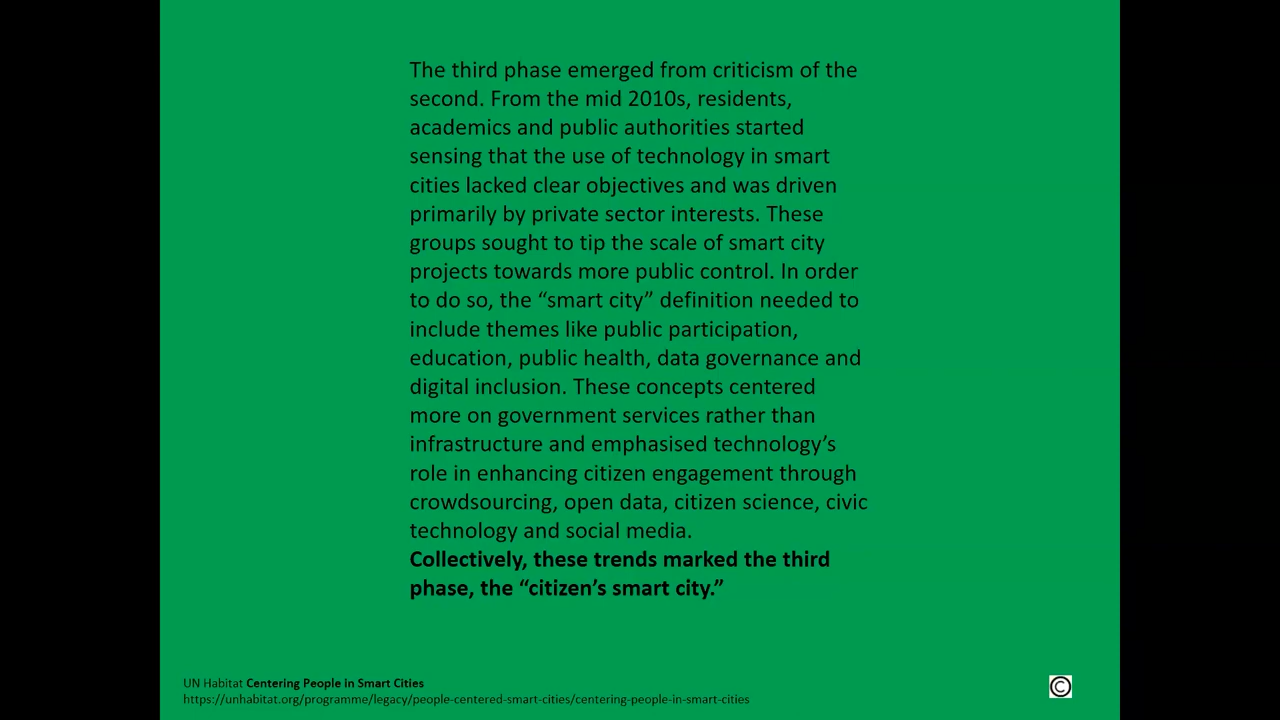 The third phase emerged from criticism of the
second. From the mid 2010s, residents,
academics and public authorities started
sensing that the use of technology in smart
cities lacked clear objectives and was driven
primarily by private sector interests. These
groups sought to tip the scale of smart city
projects towards more public control. In order
to do so, the “smart city” definition needed to
include themes like public participation,
education, public health, data governance and
digital inclusion. These concepts centered
more on government services rather than
infrastructure and emphasised technology’s
role in enhancing citizen engagement through
crowdsourcing, open data, citizen science, civic
technology and social media.
Collectively, these trends marked the third
phase, the “citizen’s smart city.”
UN Habitat Centering People in Smart Cities
https://unhabitat.org/programme/legacy/people-centered-smart-cities/centering-people-in-smart-cities
©